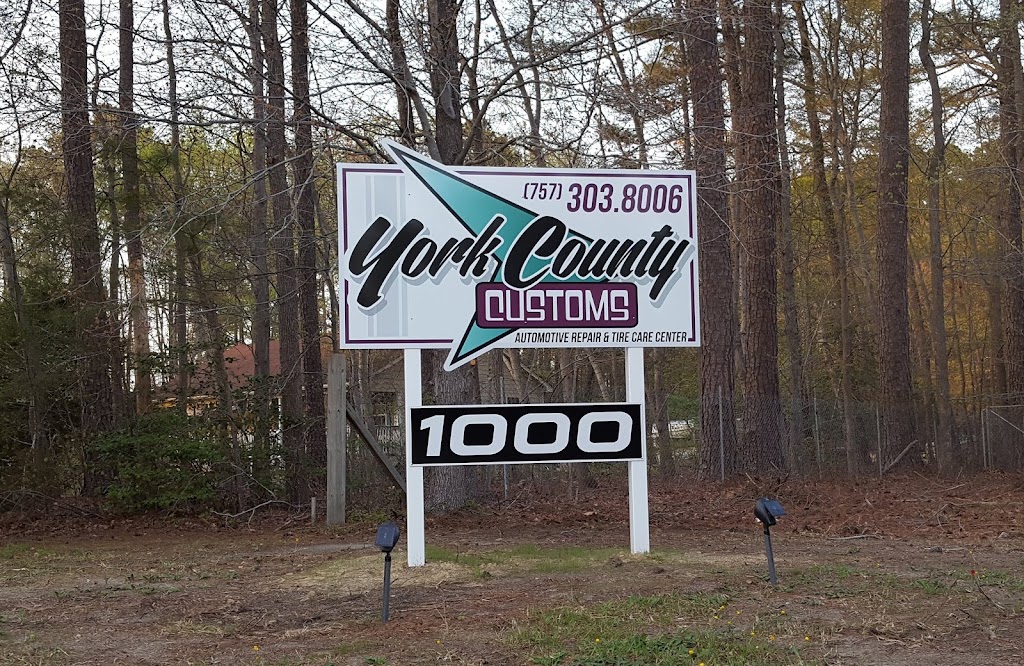 (757) 303.8006
York County
CUSTOMS
AUTOMOTIVE REPAIR & TIRE CARE CENTER
1000